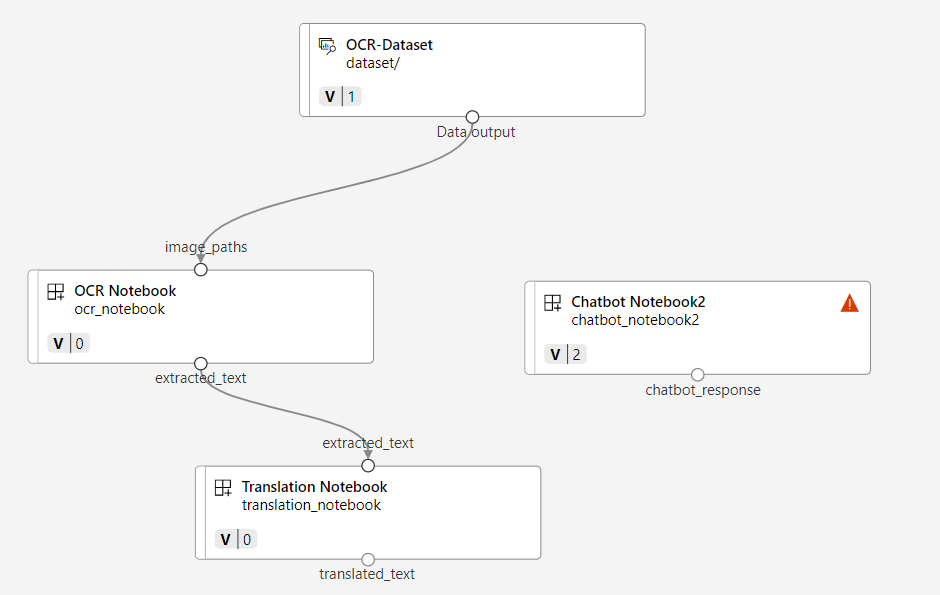 OCR-Dataset
dataset/
V 1
Data output
image_paths
OCR Notebook
ocr_notebook
V 0
extracted_text
Chatbot Notebook2
chatbot_notebook2
V 2
chatbot_response
extracted_text
Translation Notebook
translation_notebook
V 0
translated_text